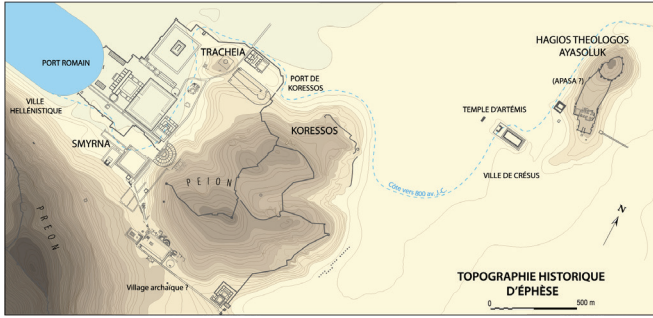 PORT ROMAIN
TRACHEIA
HAGIOS THEOLOGOS
AYASOLUK
(APASA ?)
PORT DE
KORESSOS
VILLE
HELLÉNISTIQUE
TEMPLE D'ARTÉMIS
KORESSOS
SMYRNA
VILLE DE CRÉSUS
PEION
Côte vers 800 av. J.-C.
PREON
N
Village archaïque ?
TOPOGRAPHIE HISTORIQUE
D'ÉPHÈSE
0 500 m